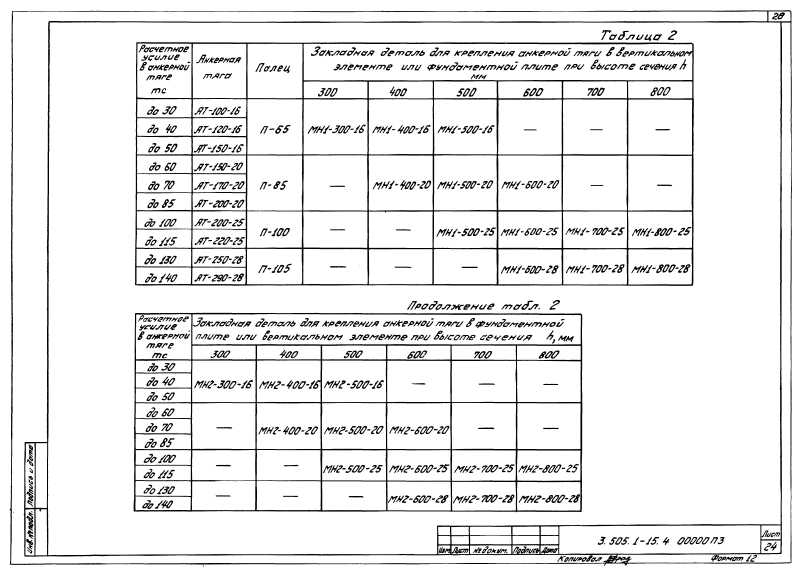 28
Таблица 2
Расчетное усилие в анкерной тяге тс | Анкерная тяга | Палец | Закладная деталь для крепления анкерной тяги в вертикальном элементе или фундаментной плите при высоте сечения h мм
300 | 400 | 500 | 600 | 700 | 800
до 30 | АТ-100-16
до 40 | АТ-120-16 | П-65 | МН1-300-16 | МН1-400-16 | МН1-500-16 | — | — | —
до 50 | АТ-150-16
до 60 | АТ-150-20
до 70 | АТ-170-20 | П-85 | — | МН1-400-20 | МН1-500-20 | МН1-600-20 | — | —
до 85 | АТ-200-20
до 100 | АТ-200-25 | П-100 | — | — | МН1-500-25 | МН1-600-25 | МН1-700-25 | МН1-800-25
до 115 | АТ-220-25
до 130 | АТ-250-28 | П-105 | — | — | — | МН1-600-28 | МН1-700-28 | МН1-800-28
до 140 | АТ-290-28
Продолжение табл. 2
Расчетное усилие в анкерной тяге тс | Закладная деталь для крепления анкерной тяги в фундаментной плите или вертикальном элементе при высоте сечения h, мм
300 | 400 | 500 | 600 | 700 | 800
до 30
до 40 | МН2-300-16 | МН2-400-16 | МН2-500-16 | — | — | —
до 50
до 60
до 70 | — | МН2-400-20 | МН2-500-20 | МН2-600-20 | — | —
до 85
до 100 | — | — | МН2-500-25 | МН2-600-25 | МН2-700-25 | МН2-800-25
до 115
до 130 | — | — | — | МН2-600-28 | МН2-700-28 | МН2-800-28
до 140
Инв. № подл. Подпись и дата
Изм. Лист № докум. Подпись Дата
3.505.1-15.4 00000 ПЗ
Лист
24
Копировал
Формат 12